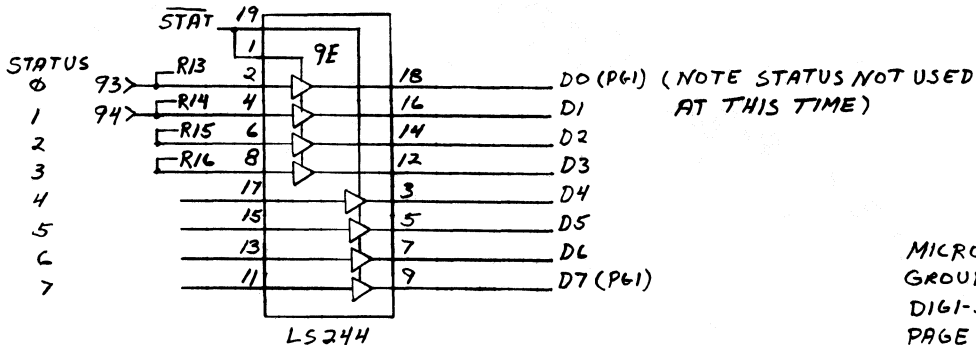 STAT 19
1 9E
STATUS
Ø 93 R13 2 18 D0 (PG1) (NOTE STATUS NOT USED
1 94 R14 4 16 D1 AT THIS TIME)
2 R15 6 14 D2
3 R16 8 12 D3
4 17 3 D4
5 15 5 D5
6 13 7 D6
7 11 9 D7 (PG1)
LS244
MICRO
GROUP
DIGI-
PAGE